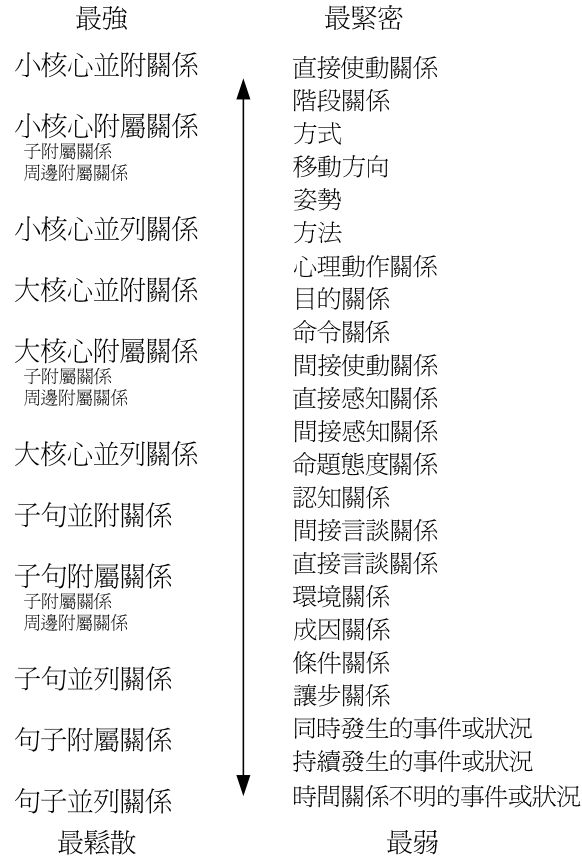 最強
小核心並附關係
小核心附屬關係
子附屬關係
周邊附屬關係
小核心並列關係
大核心並附關係
大核心附屬關係
子附屬關係
周邊附屬關係
大核心並列關係
子句並附關係
子句附屬關係
子附屬關係
周邊附屬關係
子句並列關係
句子附屬關係
句子並列關係
最鬆散
最緊密
直接使動關係
階段關係
方式
移動方向
姿勢
方法
心理動作關係
目的關係
命令關係
間接使動關係
直接感知關係
間接感知關係
命題態度關係
認知關係
間接言談關係
直接言談關係
環境關係
成因關係
條件關係
讓步關係
同時發生的事件或狀況
持續發生的事件或狀況
時間關係不明的事件或狀況
最弱